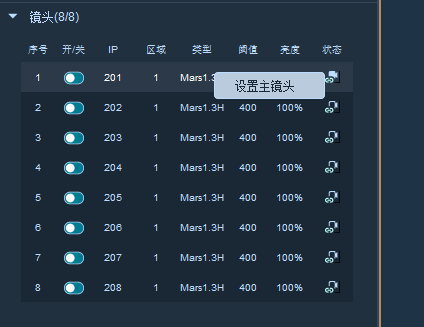 镜头(8/8)
序号 开/关 IP 区域 类型 阈值 亮度 状态
1 201 1 Mars1.3H
设置主镜头
2 202 1 Mars1.3H 400 100%
3 203 1 Mars1.3H 400 100%
4 204 1 Mars1.3H 400 100%
5 205 1 Mars1.3H 400 100%
6 206 1 Mars1.3H 400 100%
7 207 1 Mars1.3H 400 100%
8 208 1 Mars1.3H 400 100%